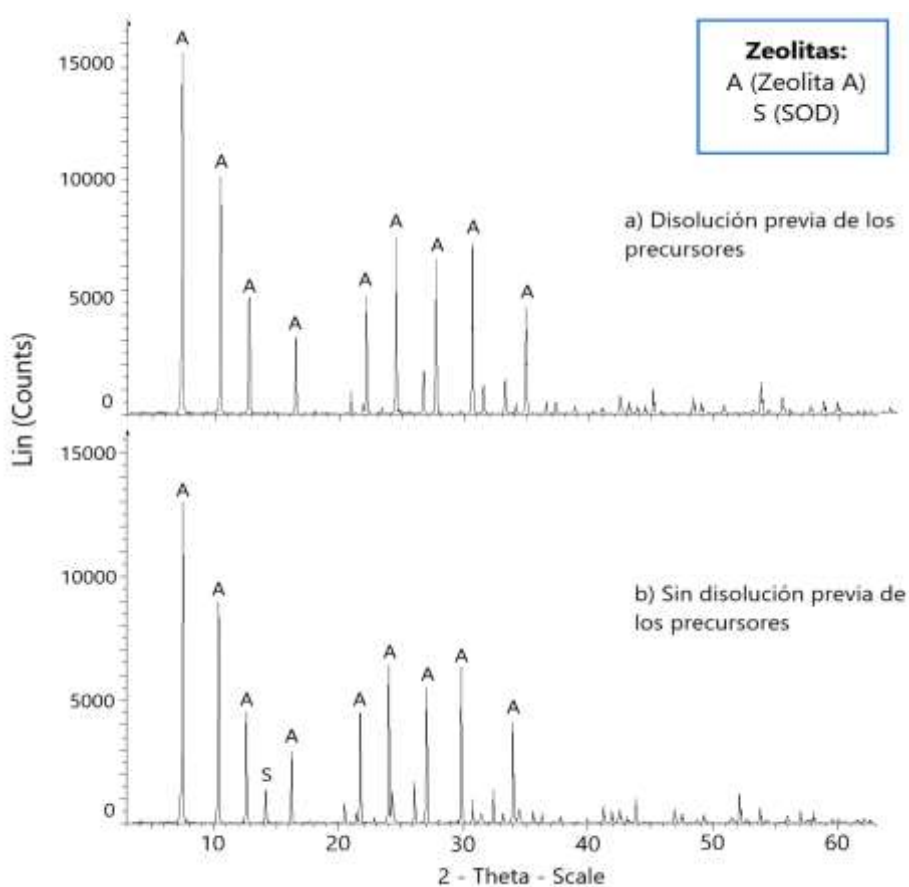 Zeolitas:
A (Zeolita A)
S (SOD)
A
15000
A
10000
a) Disolución previa de los
precursores
A
A
A
A
A
5000
A
A
0
Lin (Counts)
15000
A
10000
b) Sin disolución previa de
los precursores
A
A
A
A
5000
A
A
A
A
S
0
10
20
30
40
50
60
2 - Theta - Scale